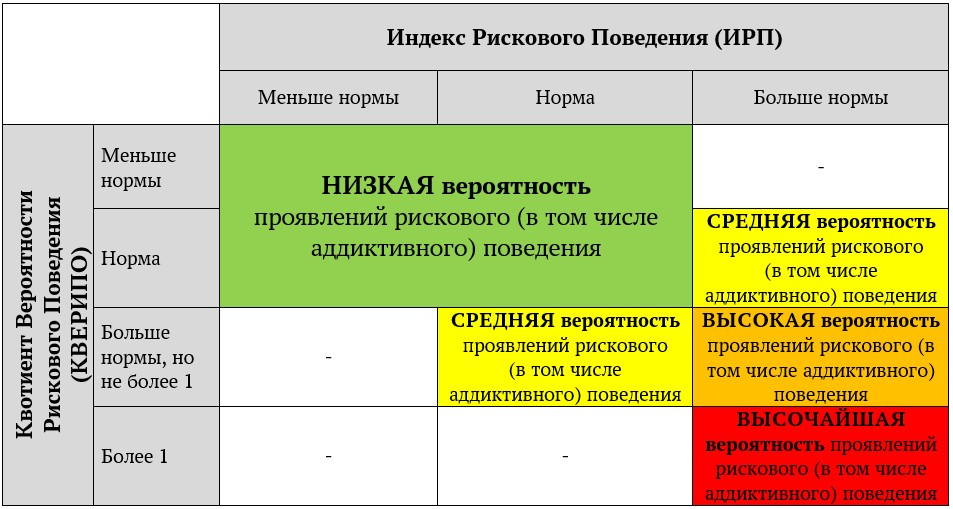 Индекс Рискового Поведения (ИРП)
Меньше нормы
Норма
Больше нормы
Квотиент Вероятности
Рискового Поведения
(КВЕРИПО)
Меньше
нормы
НИЗКАЯ вероятность
проявлений рискового (в том числе
аддиктивного) поведения
-
Норма
СРЕДНЯЯ вероятность
проявлений рискового
(в том числе
аддиктивного) поведения
Больше
нормы, но
не более 1
-
СРЕДНЯЯ вероятность
проявлений рискового
(в том числе
аддиктивного) поведения
ВЫСОКАЯ вероятность
проявлений рискового (в
том числе аддиктивного)
поведения
Более 1
-
-
ВЫСОЧАЙШАЯ
вероятность проявлений
рискового (в том числе
аддиктивного) поведения